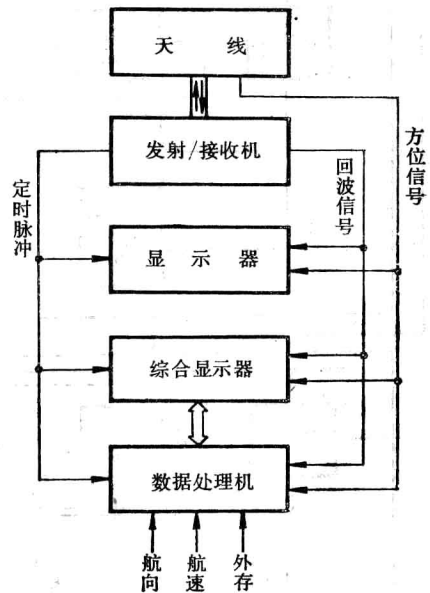 天线
发射/接收机
方位信号
回波信号
定时脉冲
显示器
综合显示器
数据处理机
航向
航速
外存